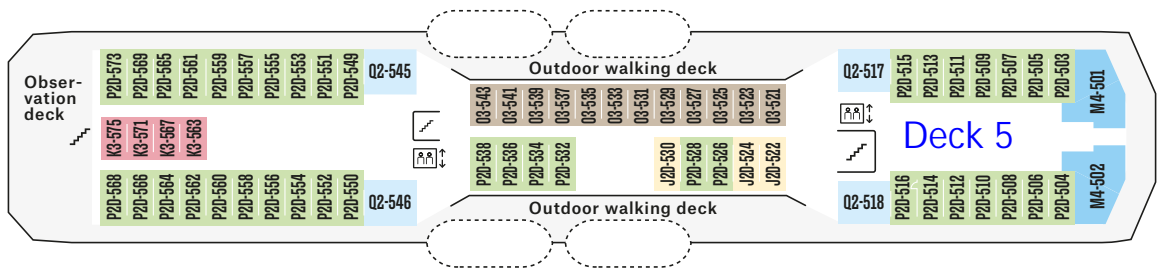 P2D-573 P2D-569 P2D-565 P2D-561 P2D-559 P2D-557 P2D-555 P2D-553 P2D-551 P2D-549
Q2-545
Outdoor walking deck
Q2-517
P2D-515 P2D-513 P2D-511 P2D-509 P2D-507 P2D-505 P2D-503
M4-501
Obser-
vation
deck
K3-575 K3-571 K3-567 K3-563
O3-543 O3-541 O3-539 O3-537 O3-535 O3-533 O3-531 O3-529 O3-527 O3-525 O3-523 O3-521
Deck 5
P2D-538 P2D-536 P2D-534 P2D-532
J2D-530 P2D-528 P2D-526 J2D-524 J2D-522
P2D-568 P2D-566 P2D-564 P2D-562 P2D-560 P2D-558 P2D-556 P2D-554 P2D-552 P2D-550
Q2-546
Outdoor walking deck
Q2-518
P2D-516 P2D-514 P2D-512 P2D-510 P2D-508 P2D-506 P2D-504
M4-502